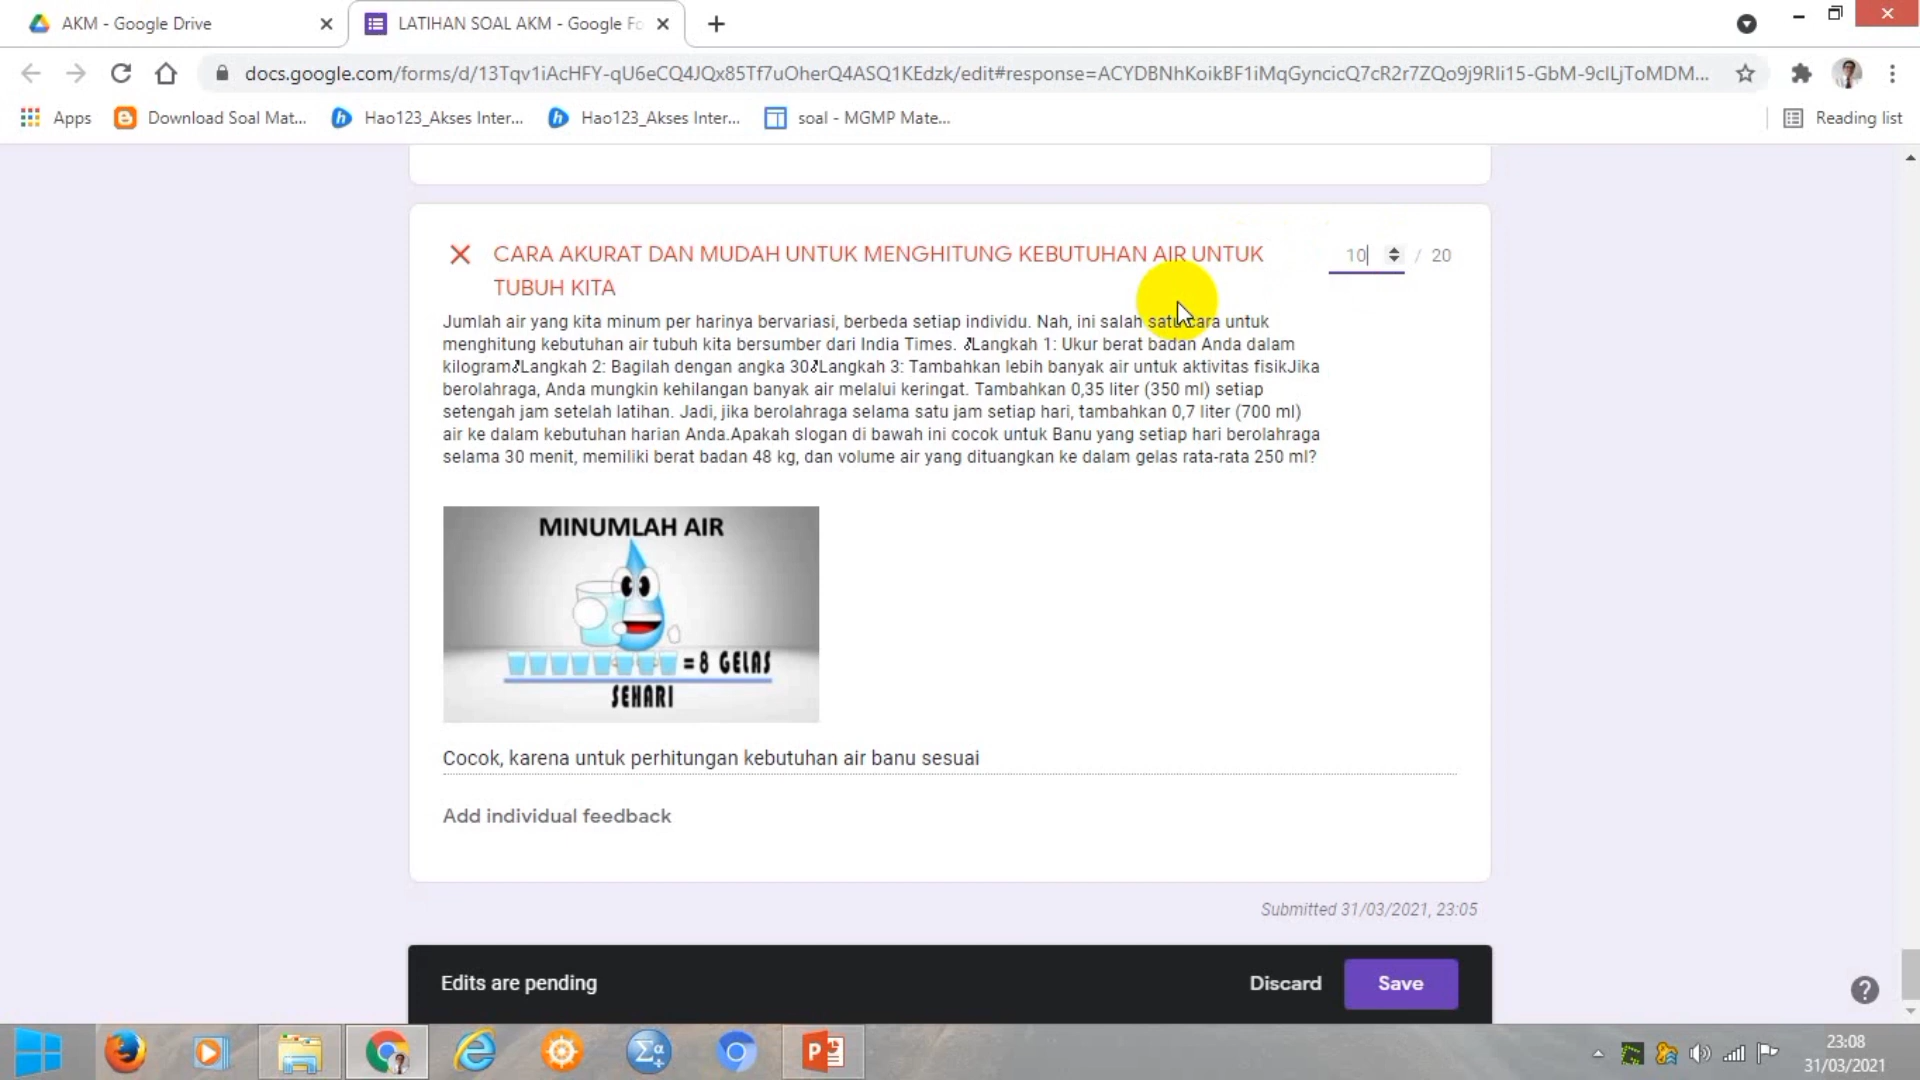 AKM - Google Drive
LATIHAN SOAL AKM - Google Fo
docs.google.com/forms/d/13Tqv1iAcHFY-qU6eCQ4JQx85Tf7uOherQ4ASQ1KEdzk/edit#response=ACYDBNhKoikBF1iMqGyncicQ7cR2r7ZQo9j9Rli15-GbM-9clLjToMDM...
Apps
Download Soal Mat...
Hao123_Akses Inter...
Hao123_Akses Inter...
soal - MGMP Mate...
Reading list
CARA AKURAT DAN MUDAH UNTUK MENGHITUNG KEBUTUHAN AIR UNTUK
TUBUH KITA
10 / 20
Jumlah air yang kita minum per harinya bervariasi, berbeda setiap individu. Nah, ini salah satu cara untuk
menghitung kebutuhan air tubuh kita bersumber dari India Times. Langkah 1: Ukur berat badan Anda dalam
kilogram Langkah 2: Bagilah dengan angka 30 Langkah 3: Tambahkan lebih banyak air untuk aktivitas fisikJika
berolahraga, Anda mungkin kehilangan banyak air melalui keringat. Tambahkan 0,35 liter (350 ml) setiap
setengah jam setelah latihan. Jadi, jika berolahraga selama satu jam setiap hari, tambahkan 0,7 liter (700 ml)
air ke dalam kebutuhan harian Anda.Apakah slogan di bawah ini cocok untuk Banu yang setiap hari berolahraga
selama 30 menit, memiliki berat badan 48 kg, dan volume air yang dituangkan ke dalam gelas rata-rata 250 ml?
MINUMLAH AIR
= 8 GELAS
SEHARI
Cocok, karena untuk perhitungan kebutuhan air banu sesuai
Add individual feedback
Submitted 31/03/2021, 23:05
Edits are pending
Discard
Save
23:08
31/03/2021